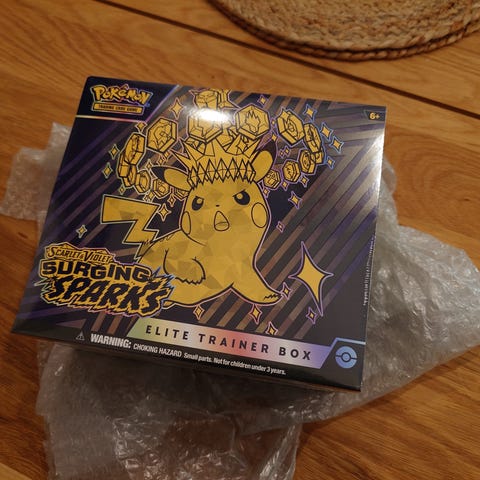 Pokémon
TRADING CARD GAME
6+
SCARLET & VIOLET
SURGING
SPARKS
ELITE TRAINER BOX
WARNING: CHOKING HAZARD Small parts. Not for children under 3 years.